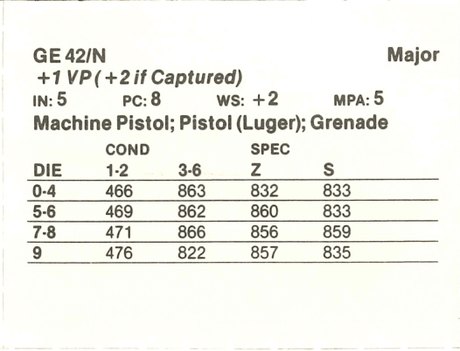 GE 42/N Major
+1 VP (+2 if Captured)
IN: 5 PC: 8 WS: +2 MPA: 5
Machine Pistol; Pistol (Luger); Grenade
COND SPEC
DIE 1-2 3-6 Z S
0-4 466 863 832 833
5-6 469 862 860 833
7-8 471 866 856 859
9 476 822 857 835